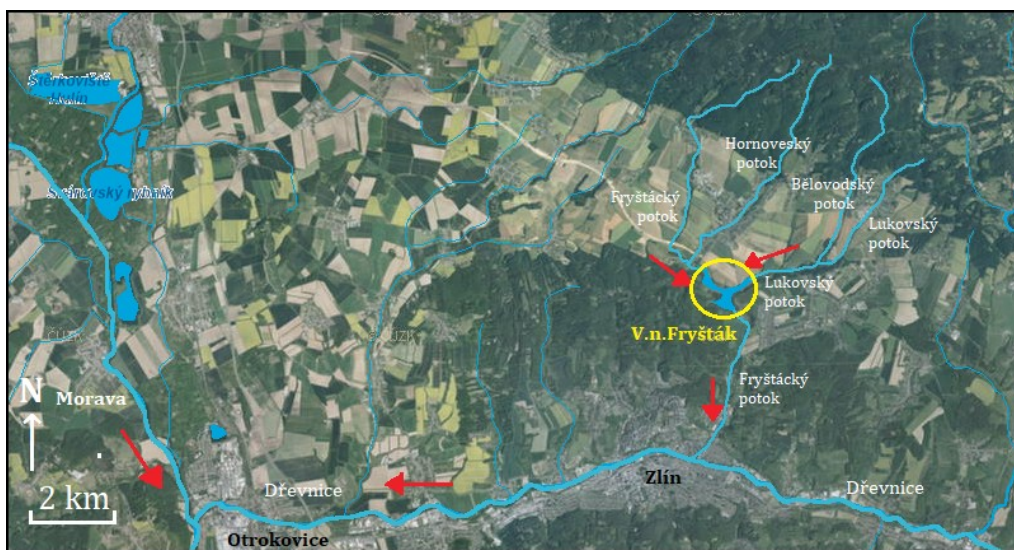 Hornoveský
potok
Bělovodský
potok
Fryštácký
potok
Lukovský
potok
Lukovský
potok
V.n.Fryšták
ČÚZK
Fryštácký
potok
N
Morava
2 km
Dřevnice
Zlín
Dřevnice
Otrokovice